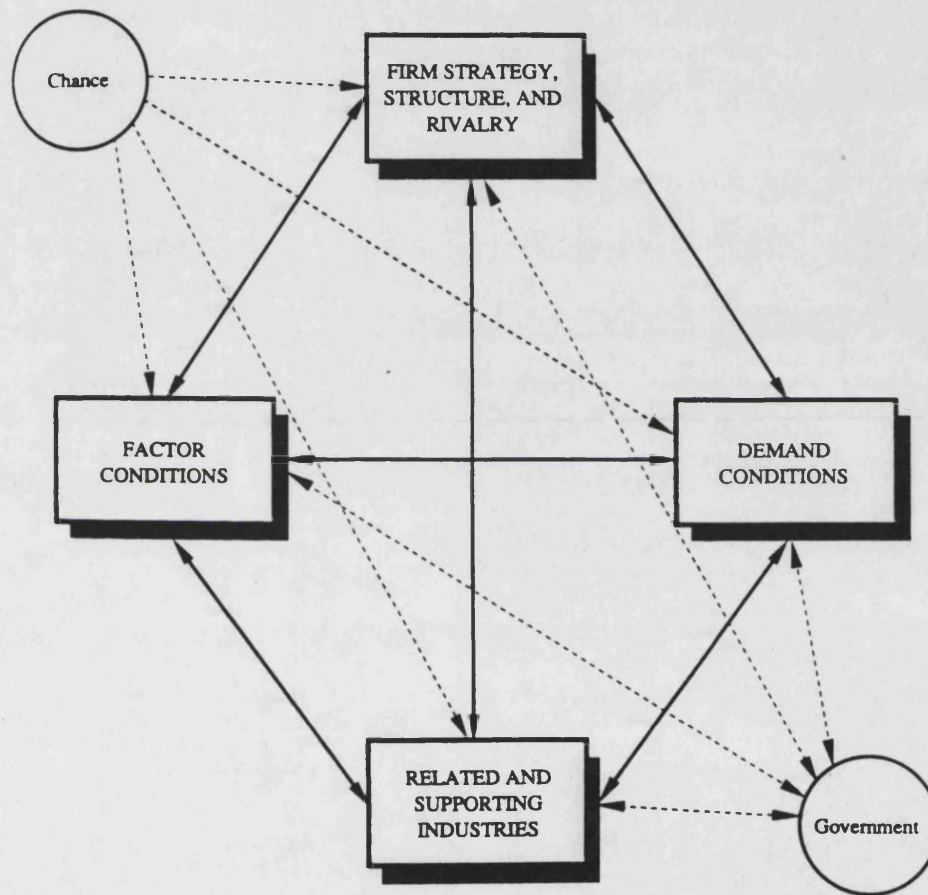 Chance
FIRM STRATEGY,
STRUCTURE, AND
RIVALRY
FACTOR
CONDITIONS
DEMAND
CONDITIONS
RELATED AND
SUPPORTING
INDUSTRIES
Government